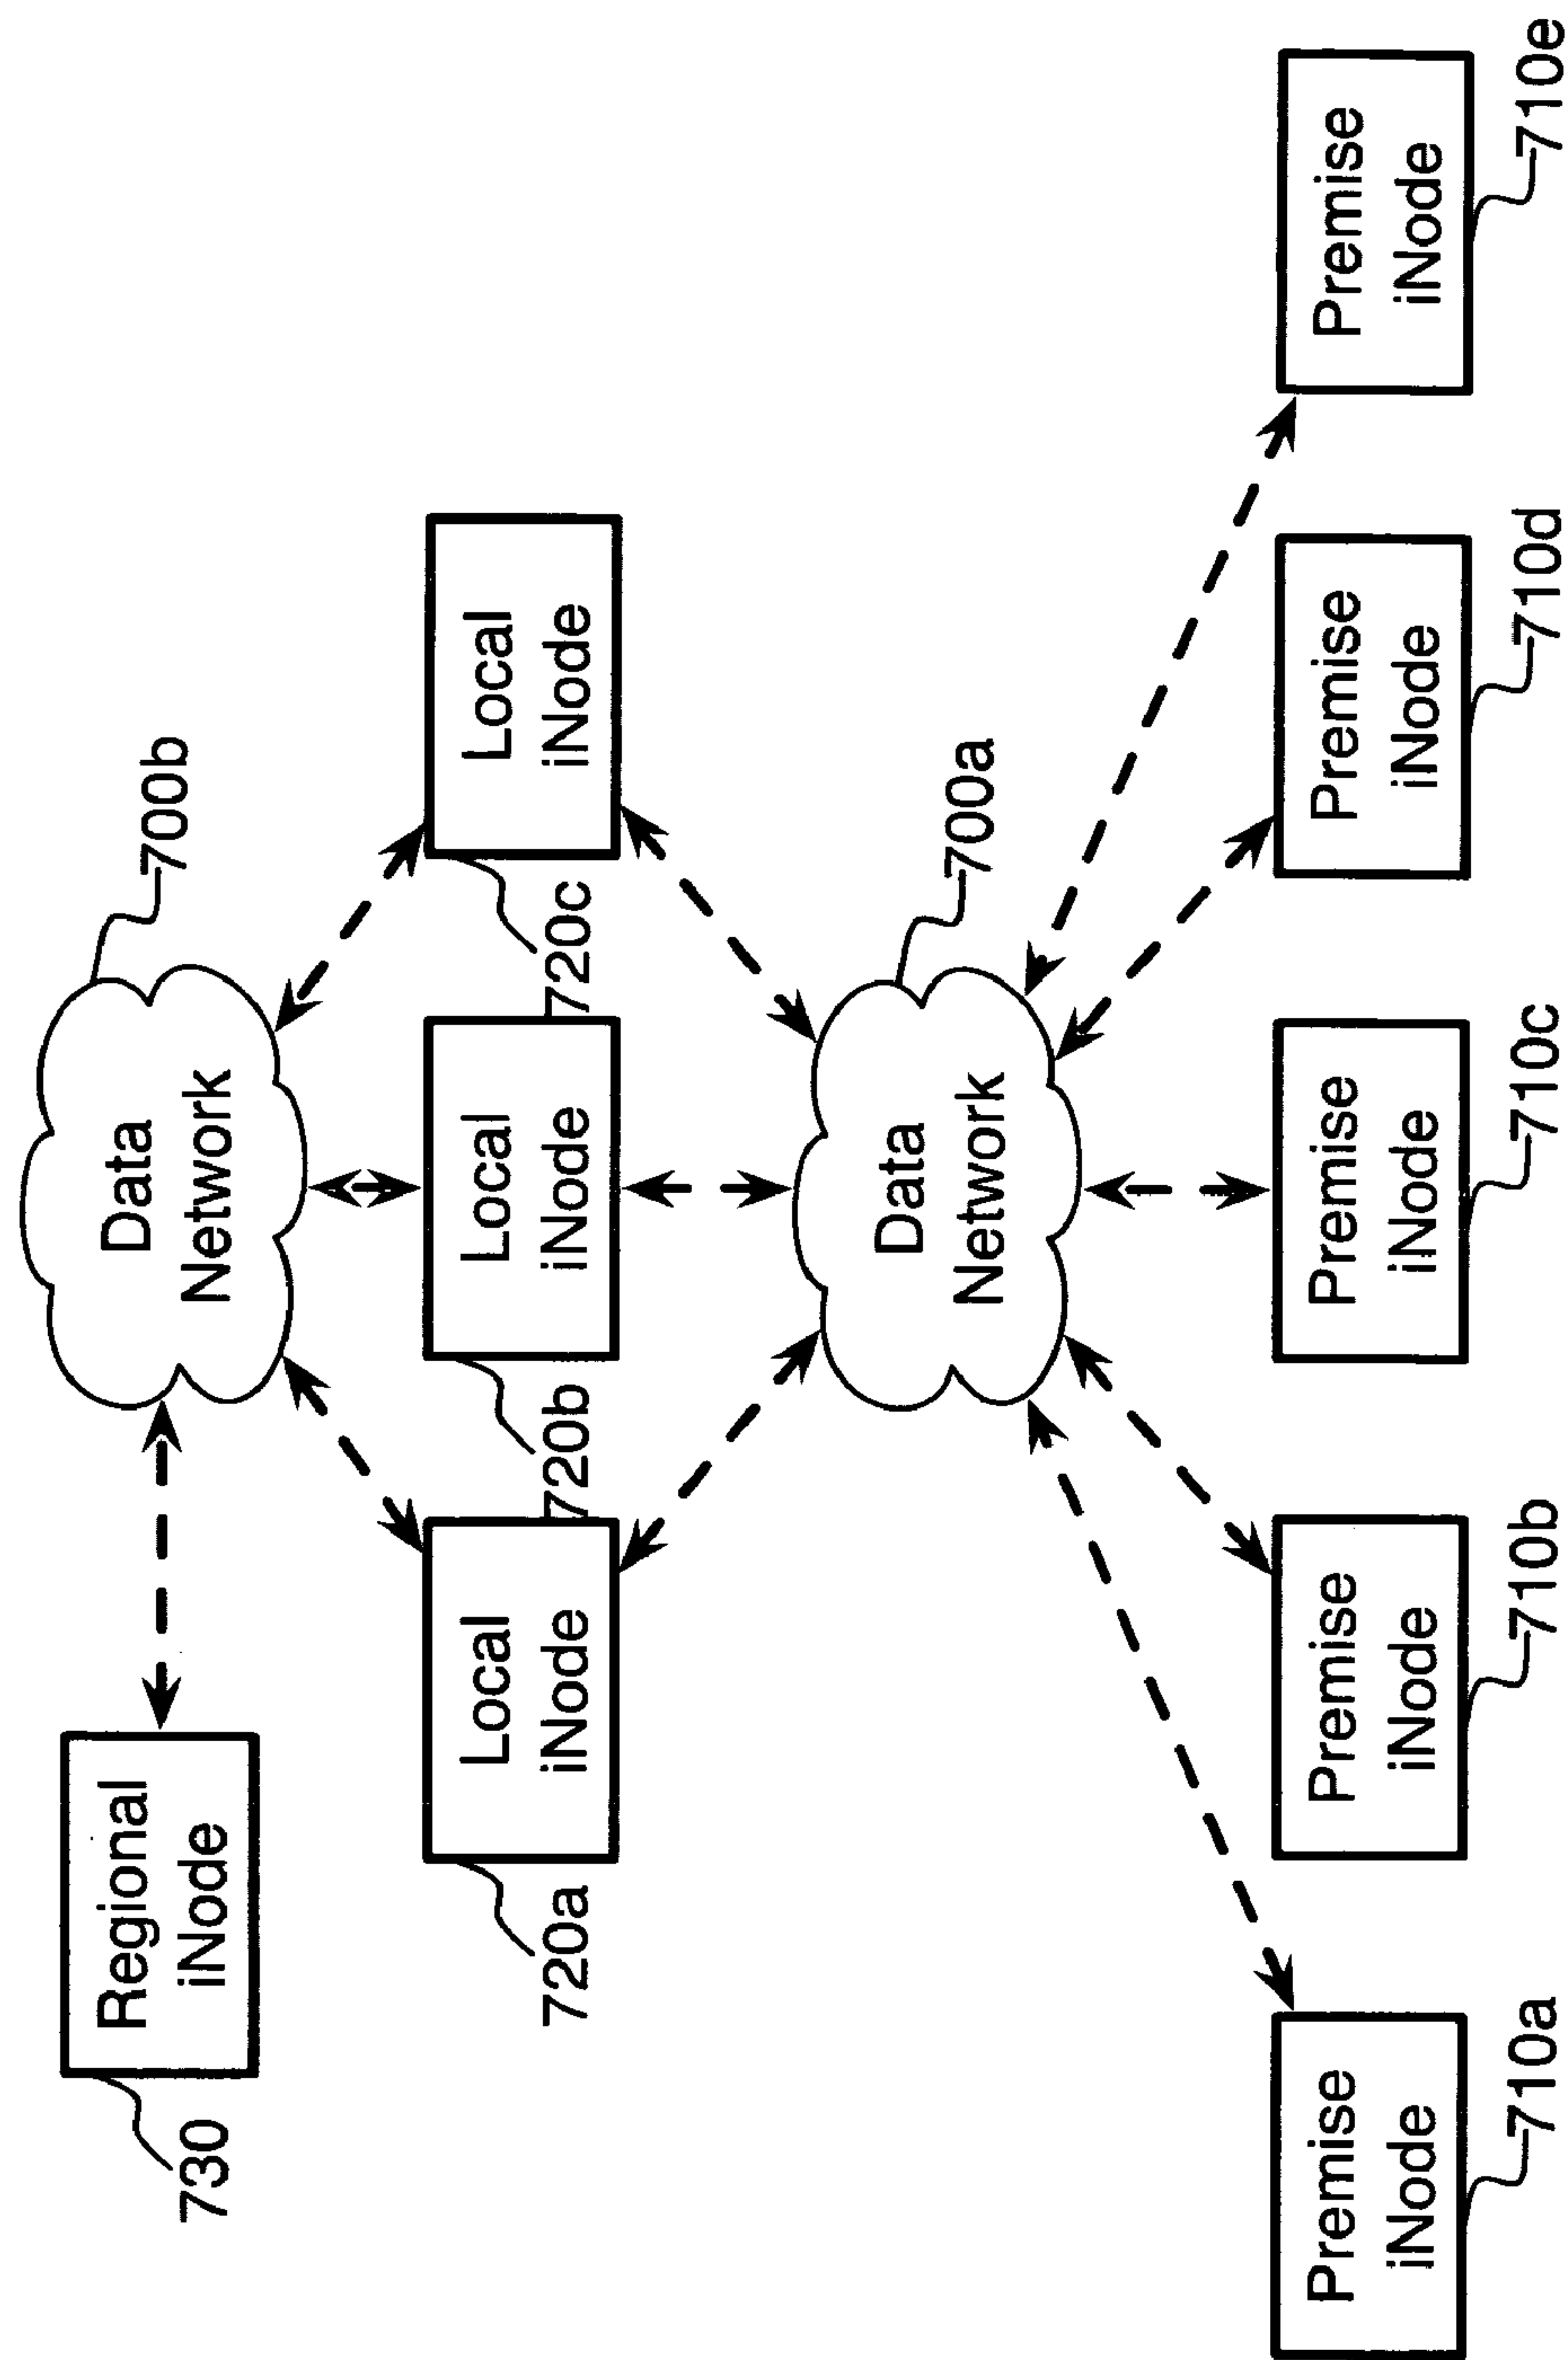 730
Regional
iNode
Data
Network
700b
720a
Local
iNode
720b
Local
iNode
720c
Local
iNode
Data
Network
700a
Premise
iNode
710a
Premise
iNode
710b
Premise
iNode
710c
Premise
iNode
710d
Premise
iNode
710e